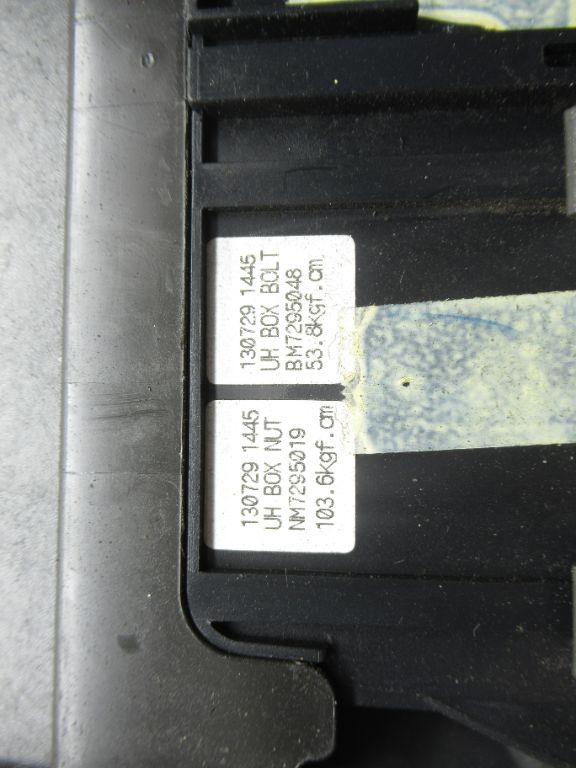 130729 1445
UH BOX BOLT
BM7295048
53.8kgf.cm
130729 1445
UH BOX NUT
NM7295019
103.6kgf.cm